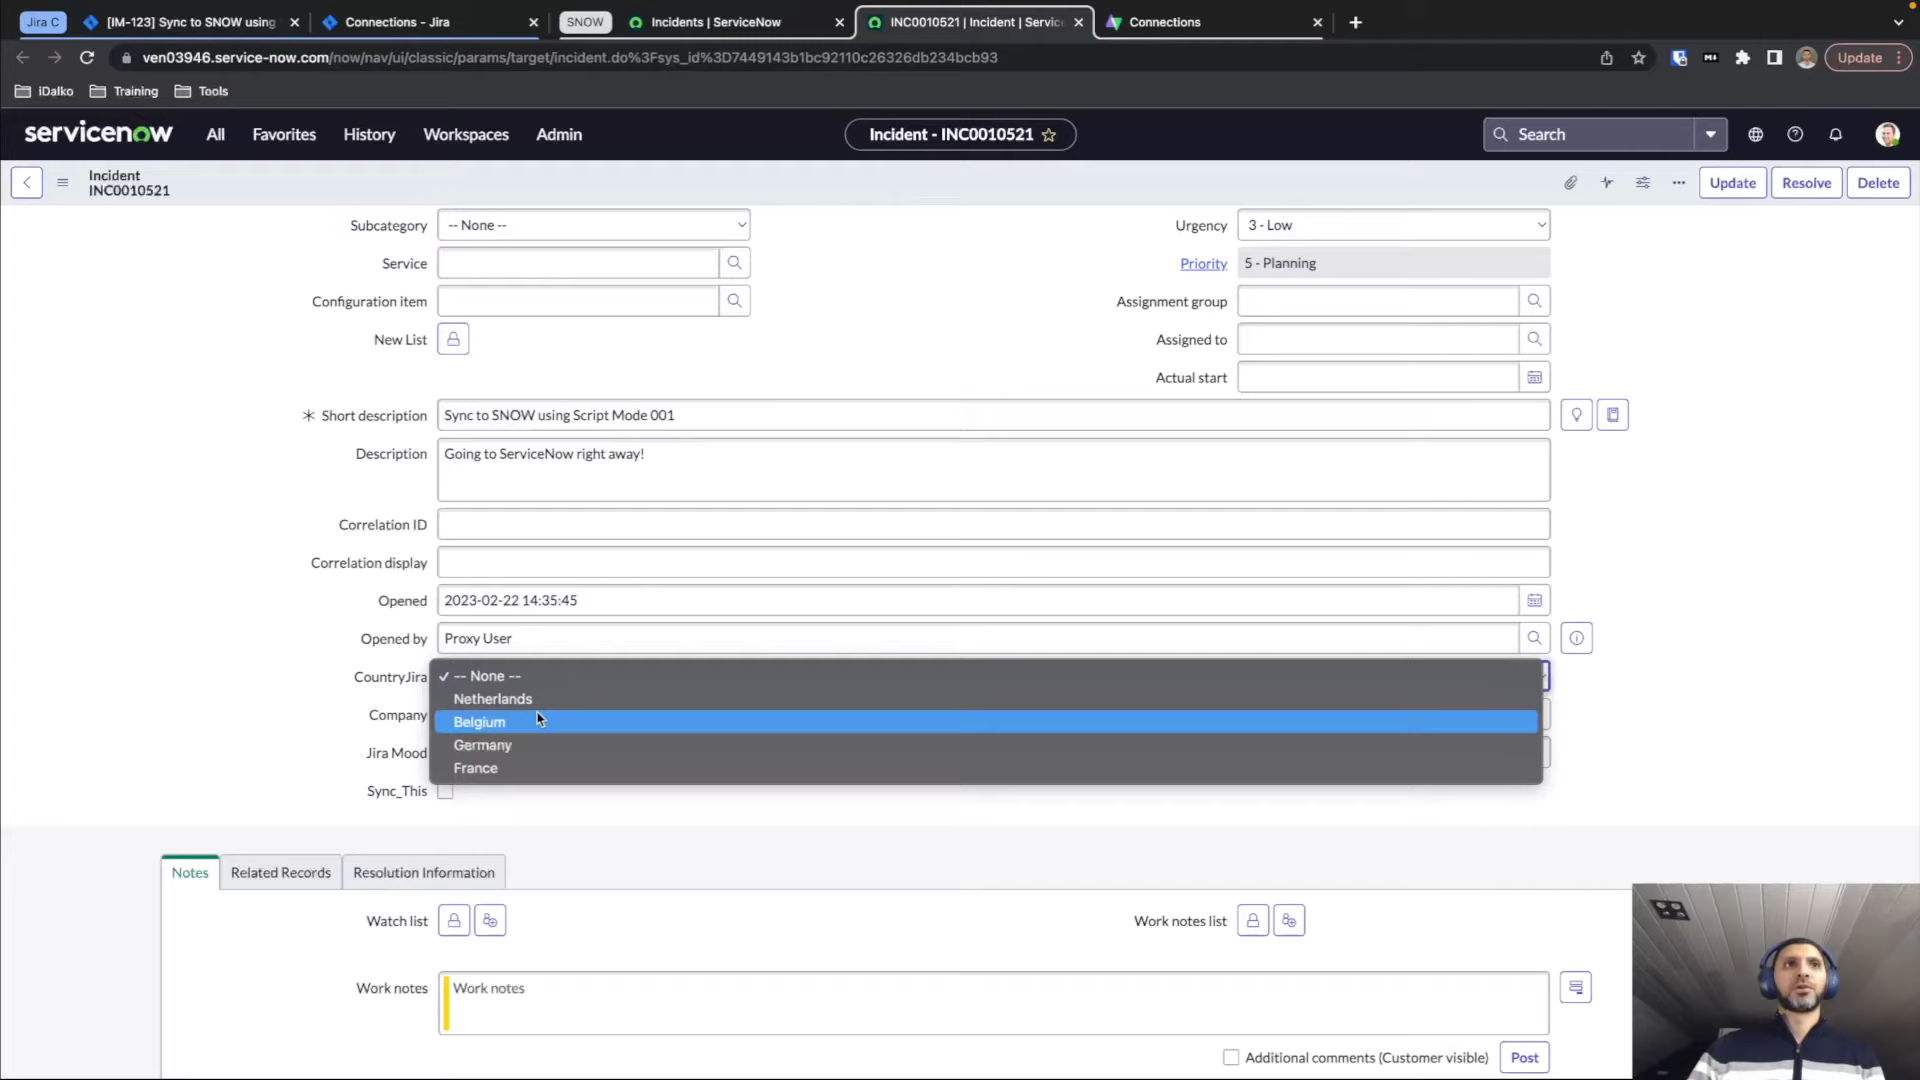 Jira C
[IM-123] Sync to SNOW using
Connections - Jira
SNOW
Incidents | ServiceNow
INC0010521 | Incident | Service
Connections
ven03946.service-now.com/now/nav/ui/classic/params/target/incident.do%3Fsys_id%3D7449143b1bc92110c26326db234bcb93
Update
iDalko
Training
Tools
servicenow
All
Favorites
History
Workspaces
Admin
Incident - INC0010521
Search
Incident
INC0010521
Update
Resolve
Delete
Subcategory
-- None --
Urgency
3 - Low
Service
Priority
5 - Planning
Configuration item
Assignment group
New List
Assigned to
Actual start
Short description
Sync to SNOW using Script Mode 001
Description
Going to ServiceNow right away!
Correlation ID
Correlation display
Opened
2023-02-22 14:35:45
Opened by
Proxy User
CountryJira
-- None --
Netherlands
Company
Belgium
Germany
Jira Mood
France
Sync_This
Notes
Related Records
Resolution Information
Watch list
Work notes list
Work notes
Work notes
Additional comments (Customer visible)
Post